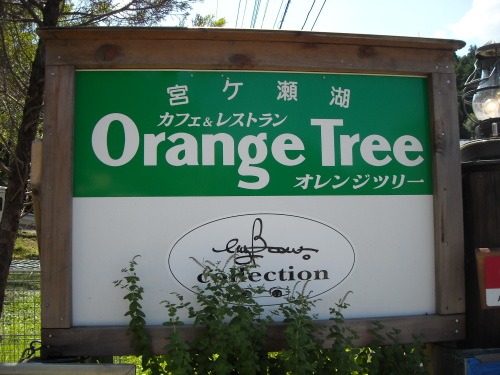 宮ヶ瀬湖
カフェ&レストラン
Orange Tree
オレンジツリー
collection